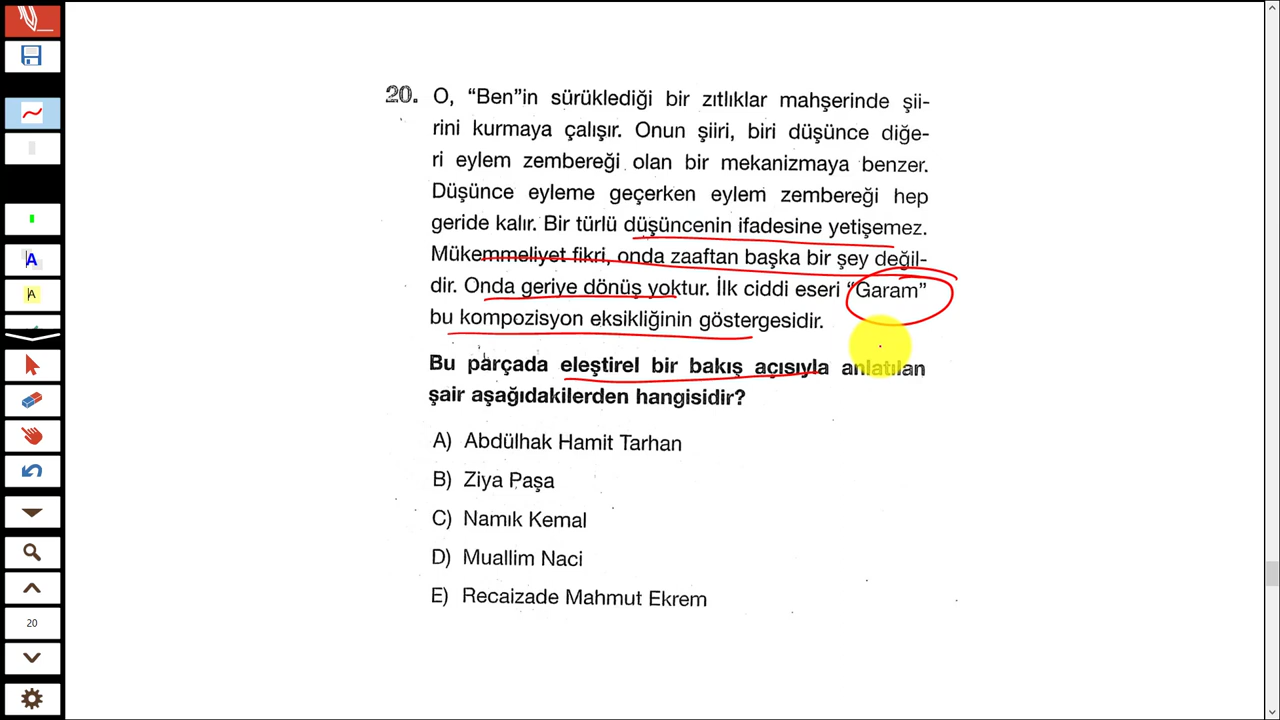 20. O, “Ben”in sürüklediği bir zıtlıklar mahşerinde şii-
rini kurmaya çalışır. Onun şiiri, biri düşünce diğe-
ri eylem zembereği olan bir mekanizmaya benzer.
Düşünce eyleme geçerken eylem zembereği hep
geride kalır. Bir türlü düşüncenin ifadesine yetişemez.
Mükemmeliyet fikri, onda zaaftan başka bir şey değil-
dir. Onda geriye dönüş yoktur. İlk ciddi eseri “Garam”
bu kompozisyon eksikliğinin göstergesidir.
Bu parçada eleştirel bir bakış açısıyla anlatılan
şair aşağıdakilerden hangisidir?
A) Abdülhak Hamit Tarhan
B) Ziya Paşa
C) Namık Kemal
D) Muallim Naci
E) Recaizade Mahmut Ekrem
A
A
20